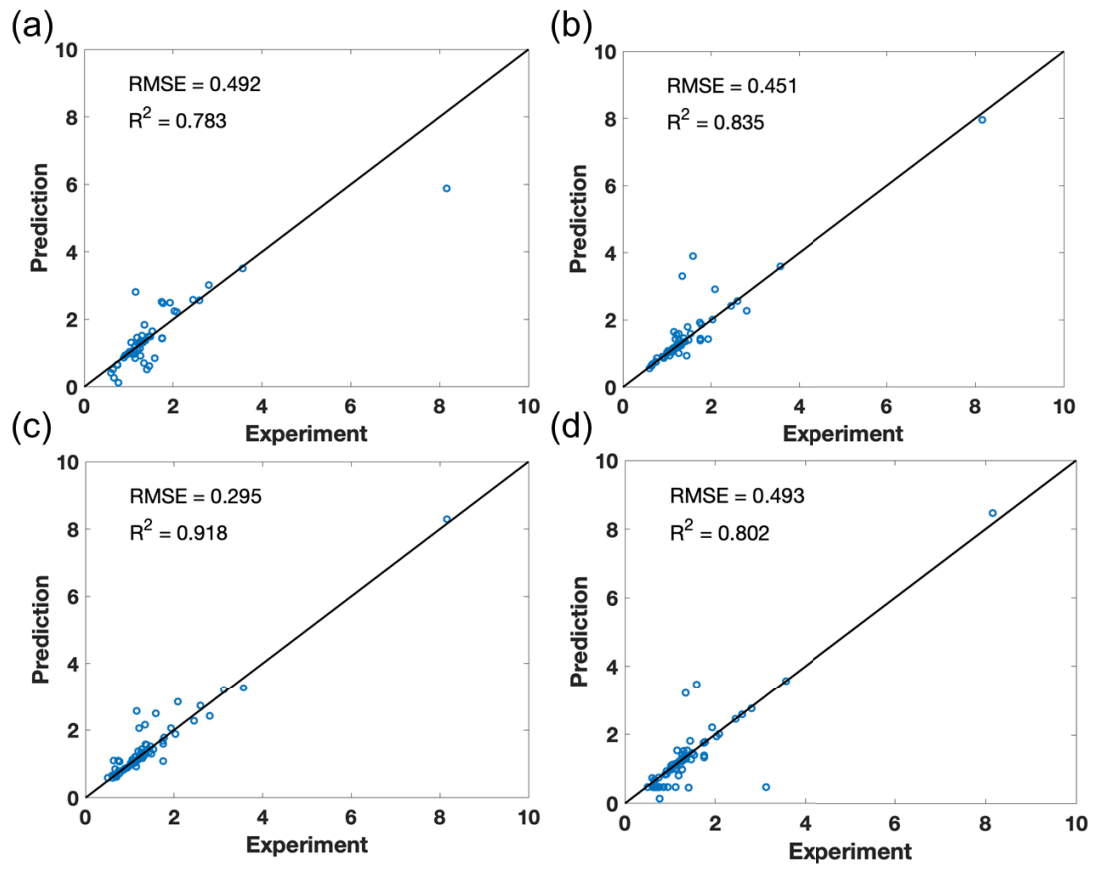 (a)
10
8
6
4
2
0
0 2 4 6 8 10
Prediction
Experiment
RMSE = 0.492
R² = 0.783
(b)
10
8
6
4
2
0
0 2 4 6 8 10
Prediction
Experiment
RMSE = 0.451
R² = 0.835
(c)
10
8
6
4
2
0
0 2 4 6 8 10
Prediction
Experiment
RMSE = 0.295
R² = 0.918
(d)
10
8
6
4
2
0
0 2 4 6 8 10
Prediction
Experiment
RMSE = 0.493
R² = 0.802